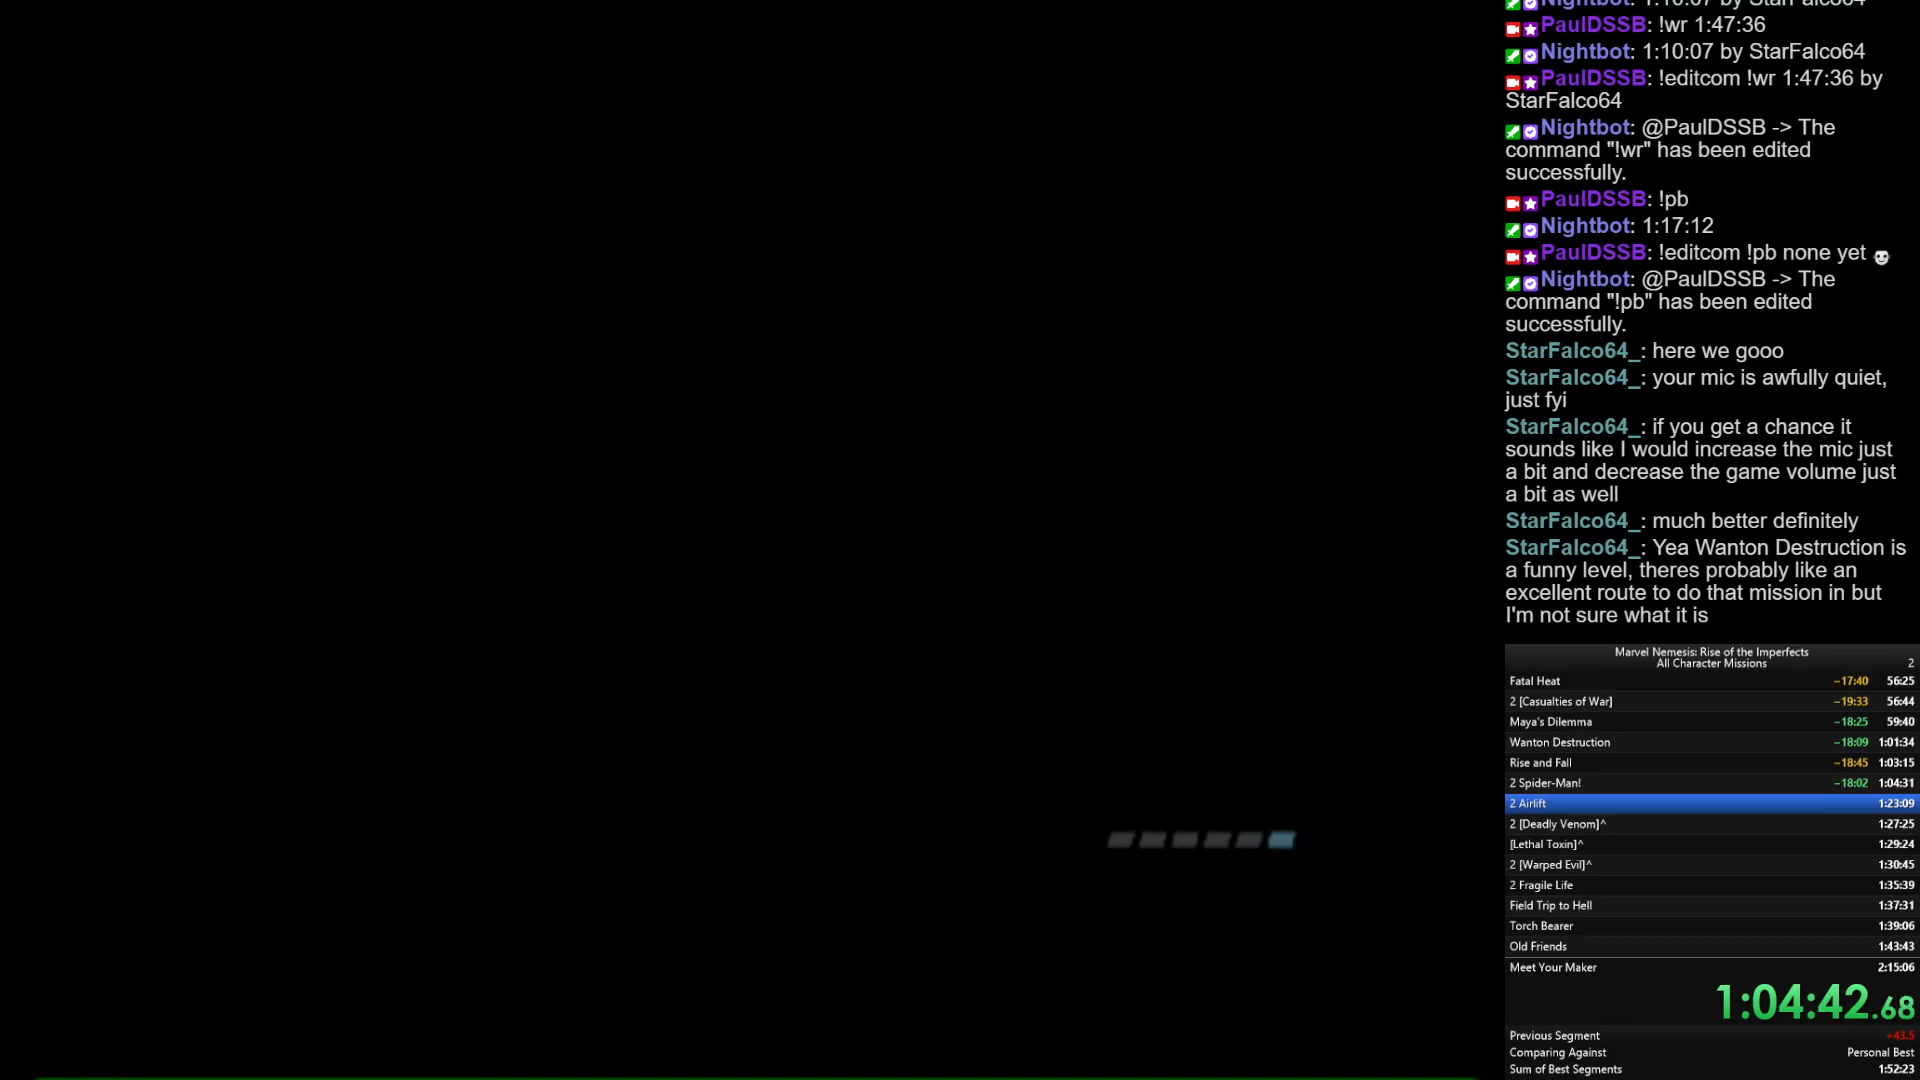 Nightbot: 1:10:07 by StarFalco64
PaulDSSB: !wr 1:47:36
Nightbot: 1:10:07 by StarFalco64
PaulDSSB: !editcom !wr 1:47:36 by
StarFalco64
Nightbot: @PaulDSSB -> The
command "!wr" has been edited
successfully.
PaulDSSB: !pb
Nightbot: 1:17:12
PaulDSSB: !editcom !pb none yet
Nightbot: @PaulDSSB -> The
command "!pb" has been edited
successfully.
StarFalco64_: here we gooo
StarFalco64_: your mic is awfully quiet,
just fyi
StarFalco64_: if you get a chance it
sounds like I would increase the mic just
a bit and decrease the game volume just
a bit as well
StarFalco64_: much better definitely
StarFalco64_: Yea Wanton Destruction is
a funny level, theres probably like an
excellent route to do that mission in but
I'm not sure what it is
Marvel Nemesis: Rise of the Imperfects
All Character Missions 2
Fatal Heat −17:40 56:25
2 [Casualties of War] −19:33 56:44
Maya's Dilemma −18:25 59:40
Wanton Destruction −18:09 1:01:34
Rise and Fall −18:45 1:03:15
2 Spider-Man! −18:02 1:04:31
2 Airlift 1:23:09
2 [Deadly Venom]^ 1:27:25
[Lethal Toxin]^ 1:29:24
2 [Warped Evil]^ 1:30:45
2 Fragile Life 1:35:39
Field Trip to Hell 1:37:31
Torch Bearer 1:39:06
Old Friends 1:43:43
Meet Your Maker 2:15:06
1:04:42.68
Previous Segment +43.5
Comparing Against Personal Best
Sum of Best Segments 1:52:23